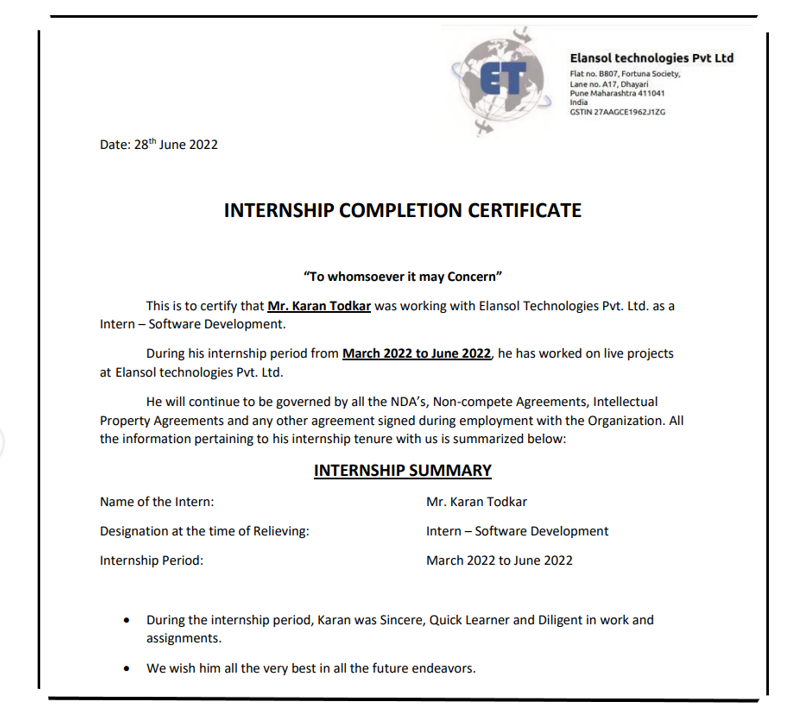 ET
Elansol technologies Pvt Ltd
Flat no. BB07, Fortuna Society,
Lane no. A17, Dhayari
Pune Maharashtra 411041
India
GSTIN 27AAGCE1962J1ZG
Date: 28th June 2022
INTERNSHIP COMPLETION CERTIFICATE
“To whomsoever it may Concern”
This is to certify that Mr. Karan Todkar was working with Elansol Technologies Pvt. Ltd. as a
Intern – Software Development.
During his internship period from March 2022 to June 2022, he has worked on live projects
at Elansol technologies Pvt. Ltd.
He will continue to be governed by all the NDA’s, Non-compete Agreements, Intellectual
Property Agreements and any other agreement signed during employment with the Organization. All
the information pertaining to his internship tenure with us is summarized below:
INTERNSHIP SUMMARY
Name of the Intern: Mr. Karan Todkar
Designation at the time of Relieving: Intern – Software Development
Internship Period: March 2022 to June 2022
• During the internship period, Karan was Sincere, Quick Learner and Diligent in work and
assignments.
• We wish him all the very best in all the future endeavors.